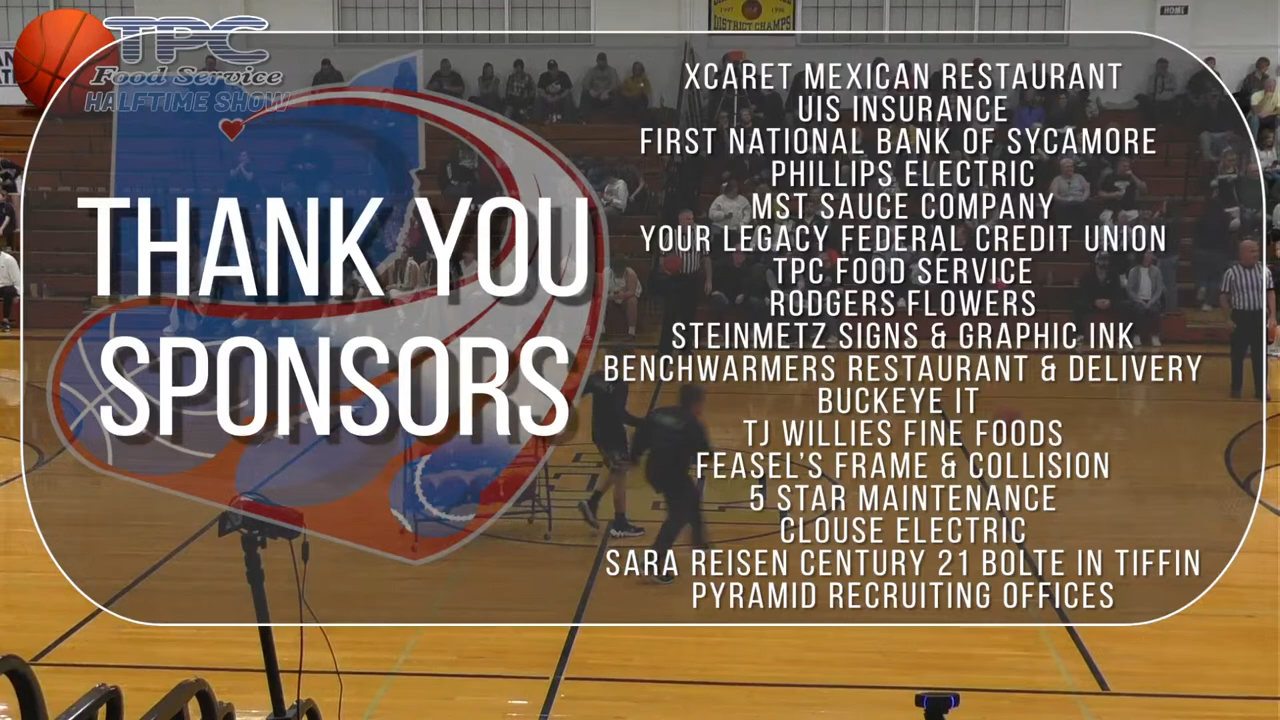 TPC
Food Service
HALFTIME SHOW
DISTRICT CHAMPS
HOME
THANK YOU
SPONSORS
XCARET MEXICAN RESTAURANT
UIS INSURANCE
FIRST NATIONAL BANK OF SYCAMORE
PHILLIPS ELECTRIC
MST SAUCE COMPANY
YOUR LEGACY FEDERAL CREDIT UNION
TPC FOOD SERVICE
RODGERS FLOWERS
STEINMETZ SIGNS & GRAPHIC INK
BENCHWARMERS RESTAURANT & DELIVERY
BUCKEYE IT
TJ WILLIES FINE FOODS
FEASEL'S FRAME & COLLISION
5 STAR MAINTENANCE
CLOUSE ELECTRIC
SARA REISEN CENTURY 21 BOLTE IN TIFFIN
PYRAMID RECRUITING OFFICES